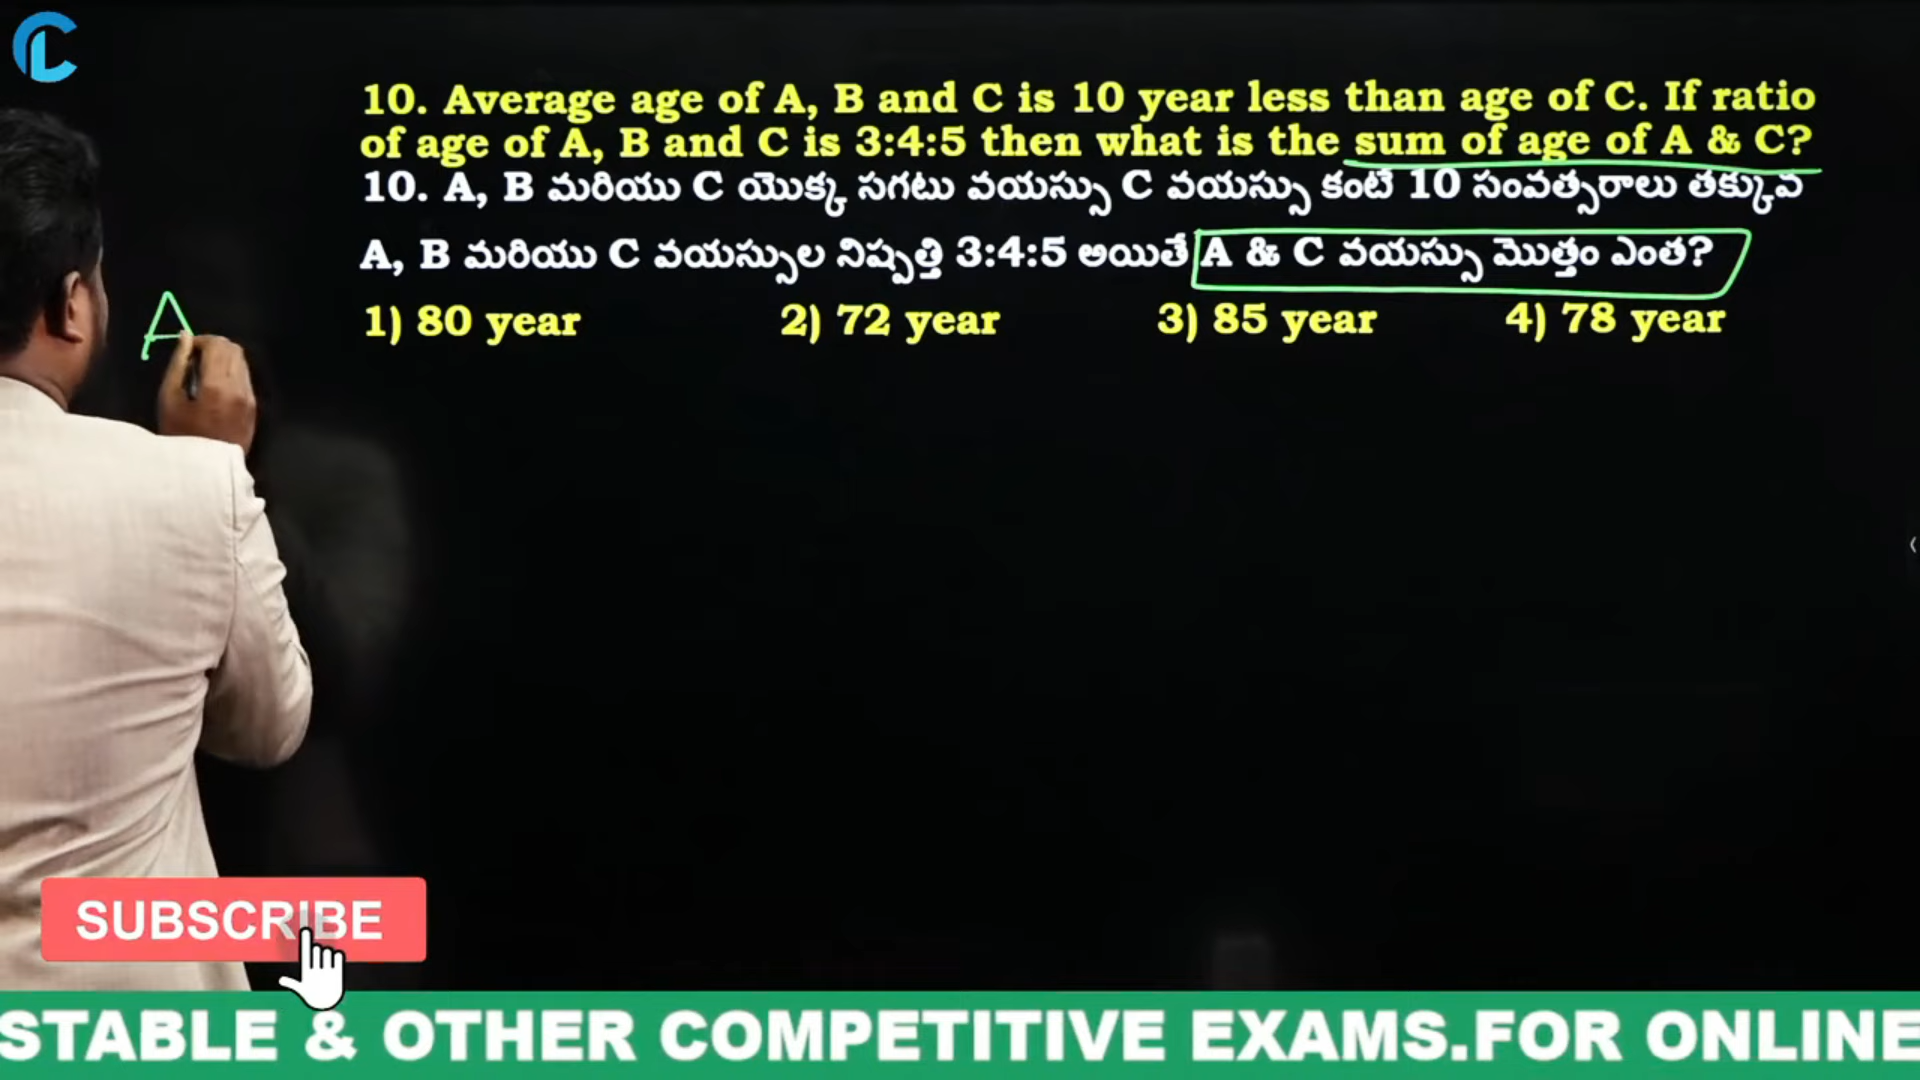 10. Average age of A, B and C is 10 year less than age of C. If ratio
of age of A, B and C is 3:4:5 then what is the sum of age of A & C?
10. A, B మరియు C యొక్క సగటు వయస్సు C వయస్సు కంటే 10 సంవత్సరాలు తక్కువ
A, B మరియు C వయస్సుల నిష్పత్తి 3:4:5 అయితే A & C వయస్సు మొత్తం ఎంత?
1) 80 year 2) 72 year 3) 85 year 4) 78 year
A
SUBSCRIBE
STABLE & OTHER COMPETITIVE EXAMS.FOR ONLINE